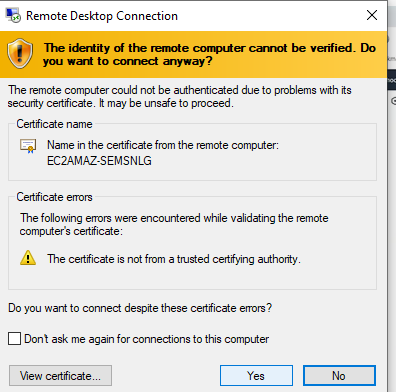 Remote Desktop Connection
The identity of the remote computer cannot be verified. Do
you want to connect anyway?
The remote computer could not be authenticated due to problems with its
security certificate. It may be unsafe to proceed.
Certificate name
Name in the certificate from the remote computer:
EC2AMAZ-SEMSNLG
Certificate errors
The following errors were encountered while validating the remote
computer's certificate:
The certificate is not from a trusted certifying authority.
Do you want to connect despite these certificate errors?
Don't ask me again for connections to this computer
View certificate...
Yes
No